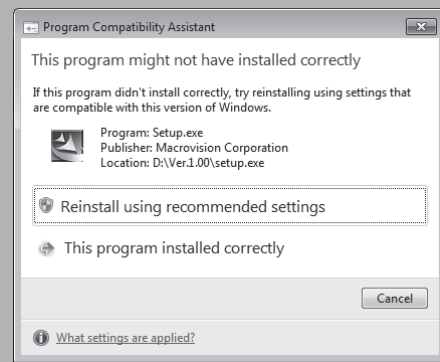 Program Compatibility Assistant
This program might not have installed correctly
If this program didn't install correctly, try reinstalling using settings that
are compatible with this version of Windows.
Program: Setup.exe
Publisher: Macrovision Corporation
Location: D:\Ver.1.00\setup.exe
Reinstall using recommended settings
This program installed correctly
Cancel
What settings are applied?